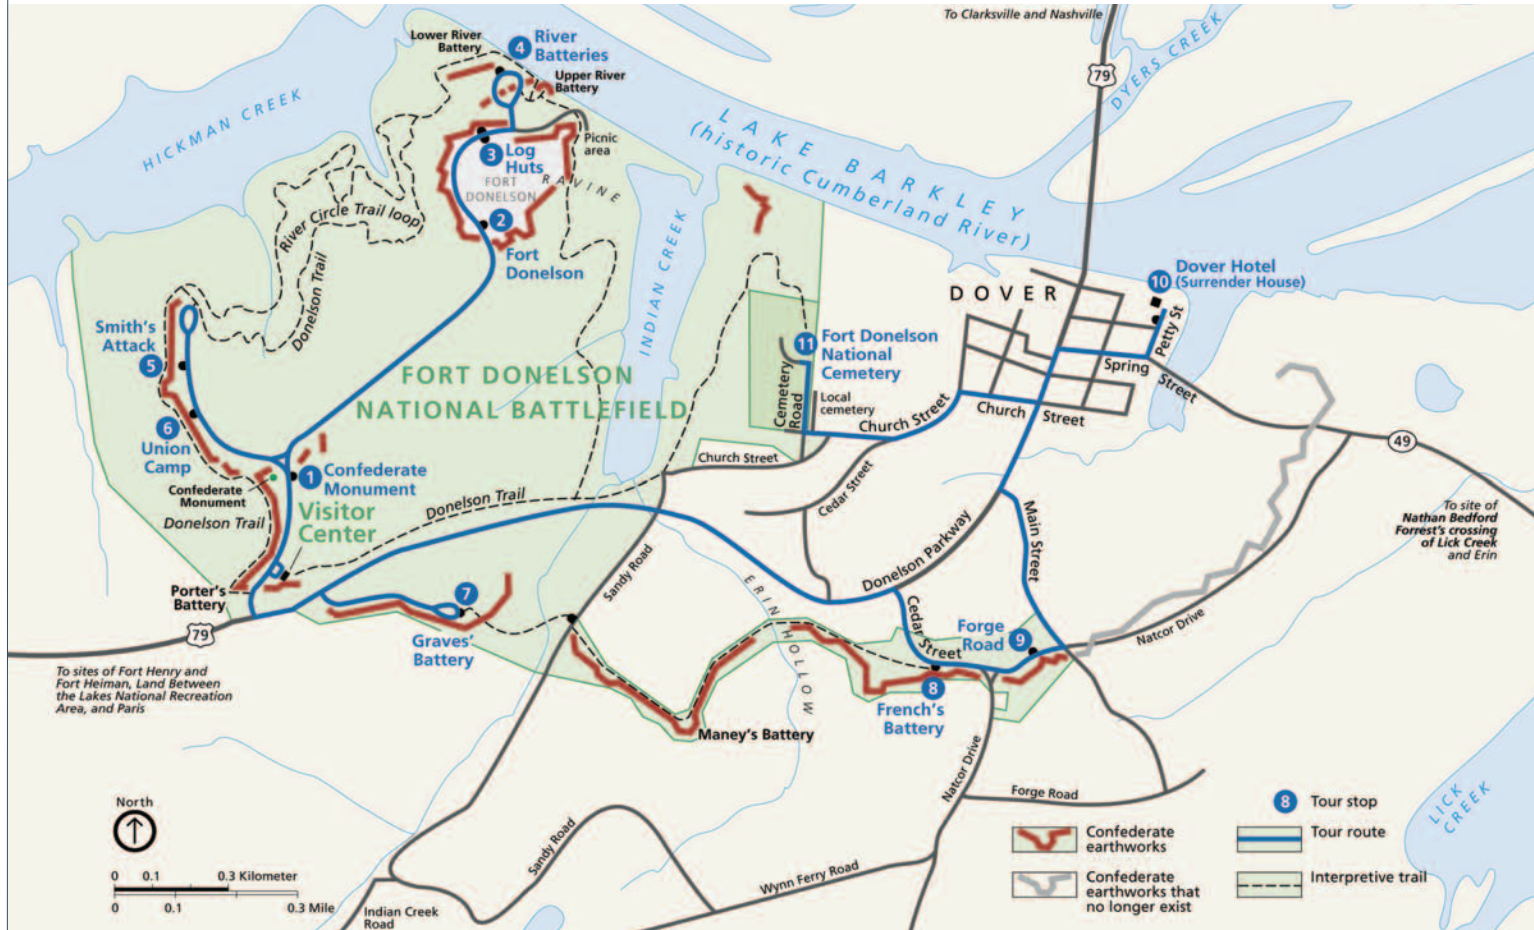 To Clarksville and Nashville
79
DYERS CREEK
Lower River
Battery
4 River
Batteries
Upper River
Battery
HICKMAN CREEK
LAKE BARKLEY
(historic Cumberland River)
Picnic
area
3 Log
Huts
FORT
DONELSON
RAVINE
2
Fort
Donelson
River Circle Trail loop
Donelson Trail
INDIAN CREEK
10 Dover Hotel
(Surrender House)
DOVER
Petty St
Spring Street
Smith's
Attack
5
11 Fort Donelson
National
Cemetery
FORT DONELSON
NATIONAL BATTLEFIELD
Cemetery
Road
Local
cemetery
Church Street
Church Street
6
Union
Camp
49
Church Street
Cedar Street
1 Confederate
Monument
Confederate
Monument
Visitor
Center
Donelson Trail
Donelson Trail
Main Street
To site of
Nathan Bedford
Forrest's crossing
of Lick Creek
and Erin
Donelson Parkway
Sandy Road
ERIN HOLLOW
Porter's
Battery
79
7
Graves'
Battery
Cedar Street
Forge
Road
9
Natcor Drive
To sites of Fort Henry and
Fort Heiman, Land Between
the Lakes National Recreation
Area, and Paris
8
French's
Battery
Maney's Battery
Natcor Drive
Forge Road
LICK
CREEK
North
0 0.1 0.3 Kilometer
0 0.1 0.3 Mile
Sandy Road
Wynn Ferry Road
Indian Creek
Road
8 Tour stop
Confederate
earthworks
Tour route
Confederate
earthworks that
no longer exist
Interpretive trail